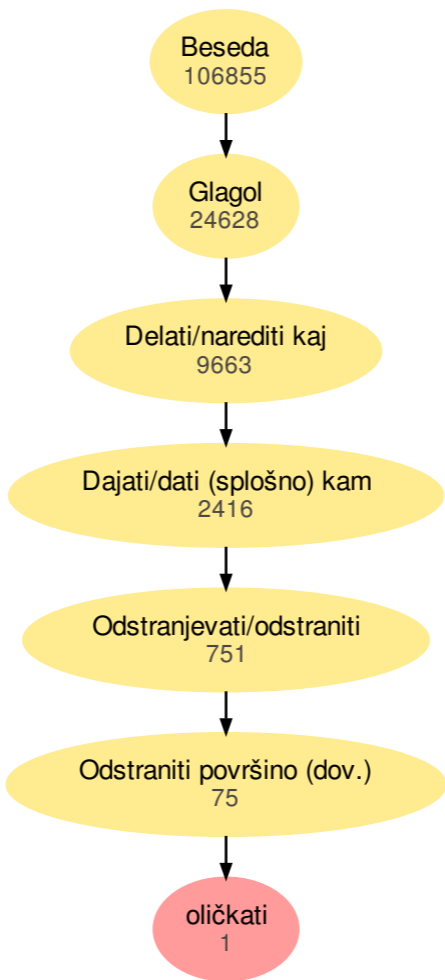 Beseda
106855
Glagol
24628
Delati/narediti kaj
9663
Dajati/dati (splošno) kam
2416
Odstranjevati/odstraniti
751
Odstraniti površino (dov.)
75
oličkati
1